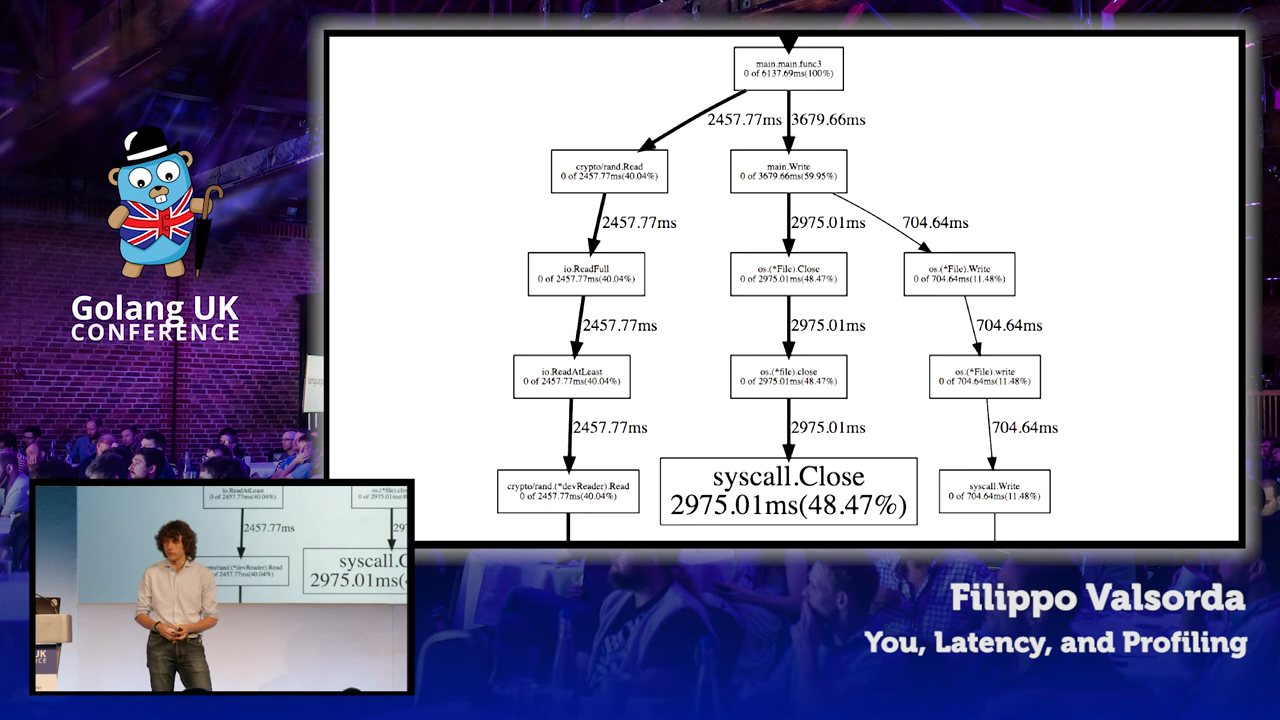 main.main.func3
0 of 6137.69ms(100%)
2457.77ms
3679.66ms
crypto/rand.Read
0 of 2457.77ms(40.04%)
main.Write
0 of 3679.66ms(59.95%)
2457.77ms
2975.01ms
704.64ms
io.ReadFull
0 of 2457.77ms(40.04%)
os.(*File).Close
0 of 2975.01ms(48.47%)
os.(*File).Write
0 of 704.64ms(11.48%)
2457.77ms
2975.01ms
704.64ms
io.ReadAtLeast
0 of 2457.77ms(40.04%)
os.(*file).close
0 of 2975.01ms(48.47%)
os.(*File).write
0 of 704.64ms(11.48%)
2457.77ms
2975.01ms
704.64ms
crypto/rand.(*devReader).Read
0 of 2457.77ms(40.04%)
syscall.Close
2975.01ms(48.47%)
syscall.Write
0 of 704.64ms(11.48%)
Golang UK
CONFERENCE
io.ReadAtLeast
0 of 2457.77ms(40.04%)
2457.77ms
syscall.C
2975.01ms(
UK
Filippo Valsorda
You, Latency, and Profiling